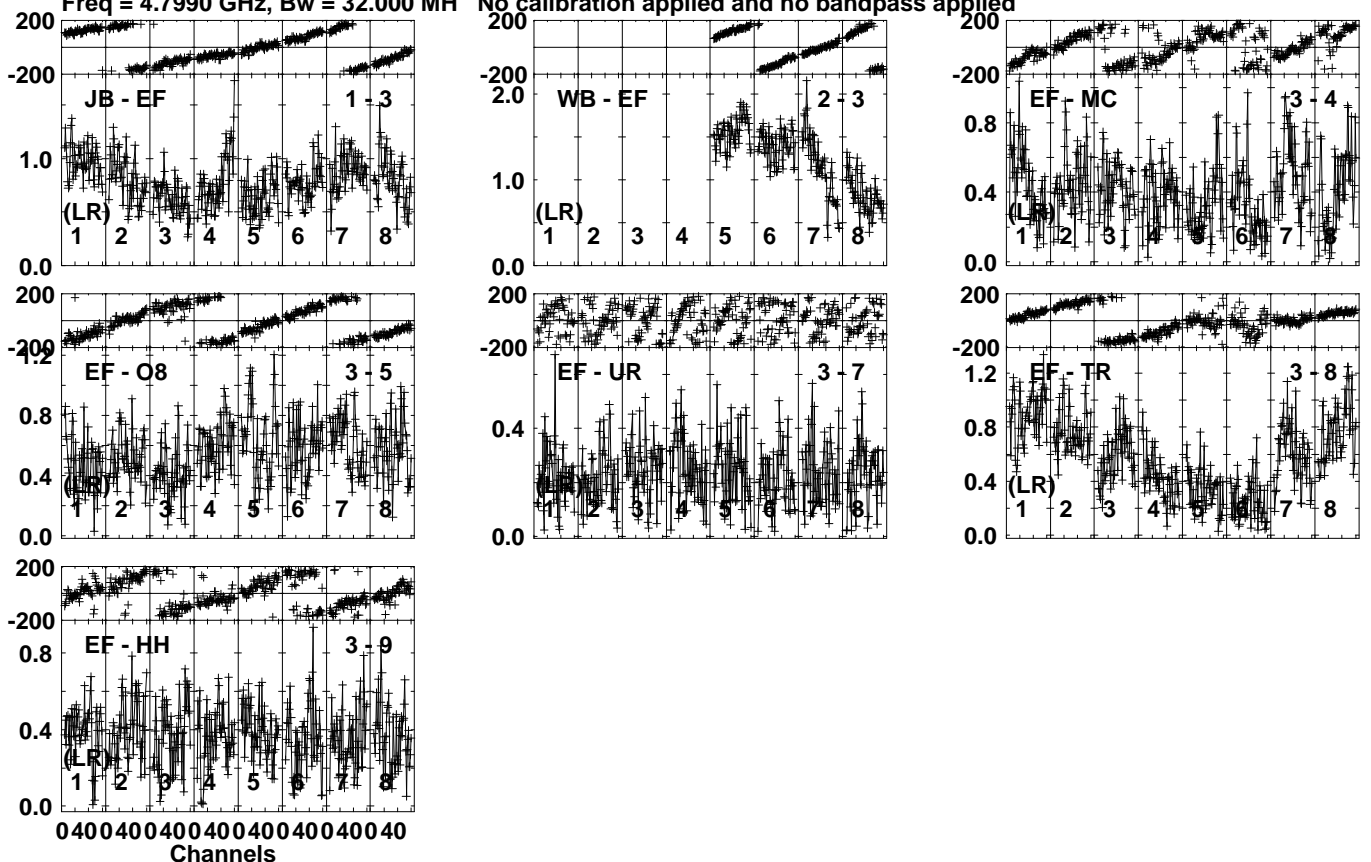 Freq = 4.7990 GHz, Bw = 32.000 MH   No calibration applied and no bandpass applied
200
-200
JB - EF 1 - 3
1.0
(LR)
1 2 3 4 5 6 7 8
0.0
200
-200
2.0
WB - EF 2 - 3
1.0
(LR)
1 2 3 4 5 6 7 8
0.0
200
-200
EF - MC 3 - 4
0.8
0.4
(LR)
1 2 3 4 5 6 7 8
0.0
200
-200
1.2
EF - O8 3 - 5
0.8
0.4
(LR)
1 2 3 4 5 6 7 8
0.0
200
-200
EF - UR 3 - 7
0.4
(LR)
1 2 3 4 5 6 7 8
0.0
200
-200
1.2
EF - TR 3 - 8
0.8
0.4
(LR)
1 2 3 4 5 6 7 8
0.0
200
-200
0.8
EF - HH 3 - 9
0.4
(LR)
1 2 3 4 5 6 7 8
0.0
0 40 0 40 0 40 0 40 0 40 0 40 0 40 0 40
Channels